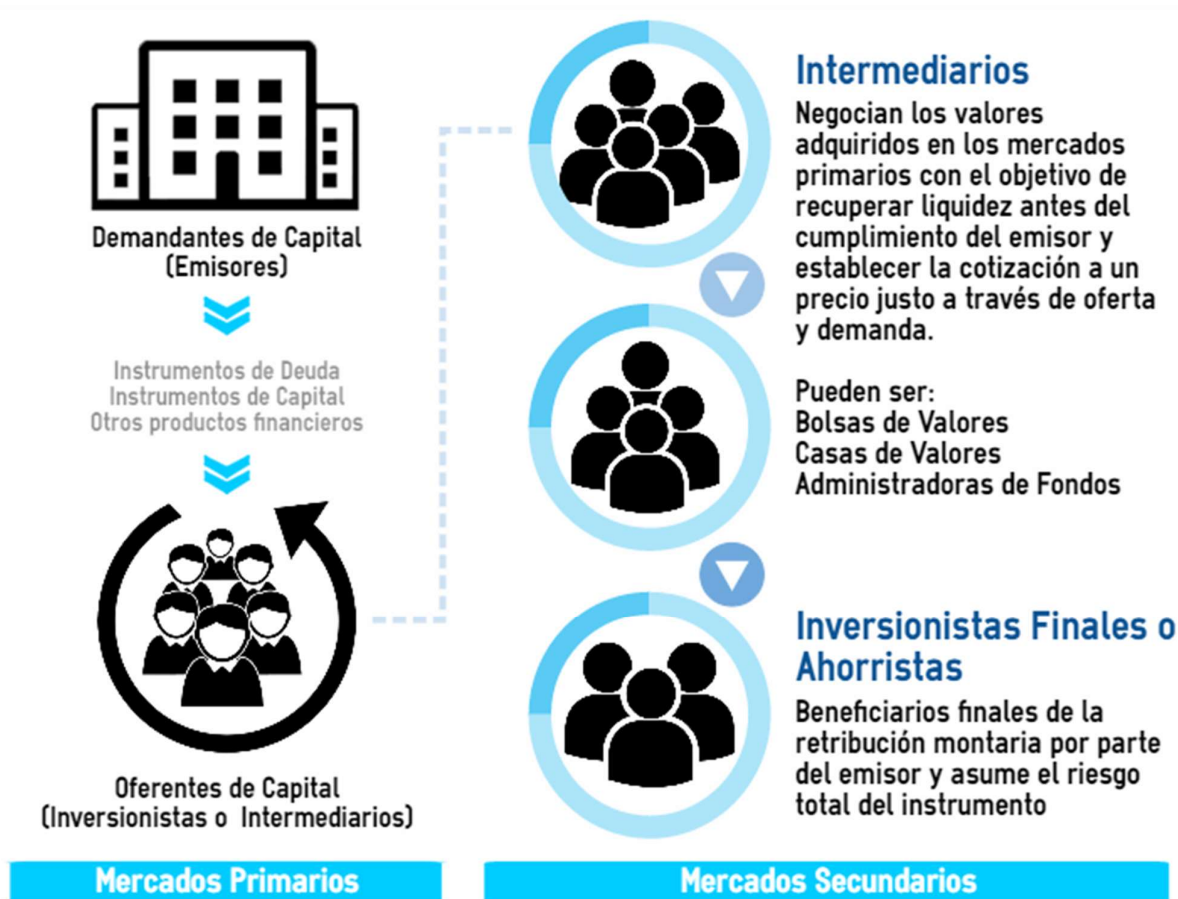 Demandantes de Capital
(Emisores)
Instrumentos de Deuda
Instrumentos de Capital
Otros productos financieros
Oferentes de Capital
(Inversionistas o Intermediarios)
Mercados Primarios
Intermediarios
Negocian los valores
adquiridos en los mercados
primarios con el objetivo de
recuperar liquidez antes del
cumplimiento del emisor y
establecer la cotización a un
precio justo a través de oferta
y demanda.
Pueden ser:
Bolsas de Valores
Casas de Valores
Administradoras de Fondos
Inversionistas Finales o
Ahorristas
Beneficiarios finales de la
retribución montaria por parte
del emisor y asume el riesgo
total del instrumento
Mercados Secundarios